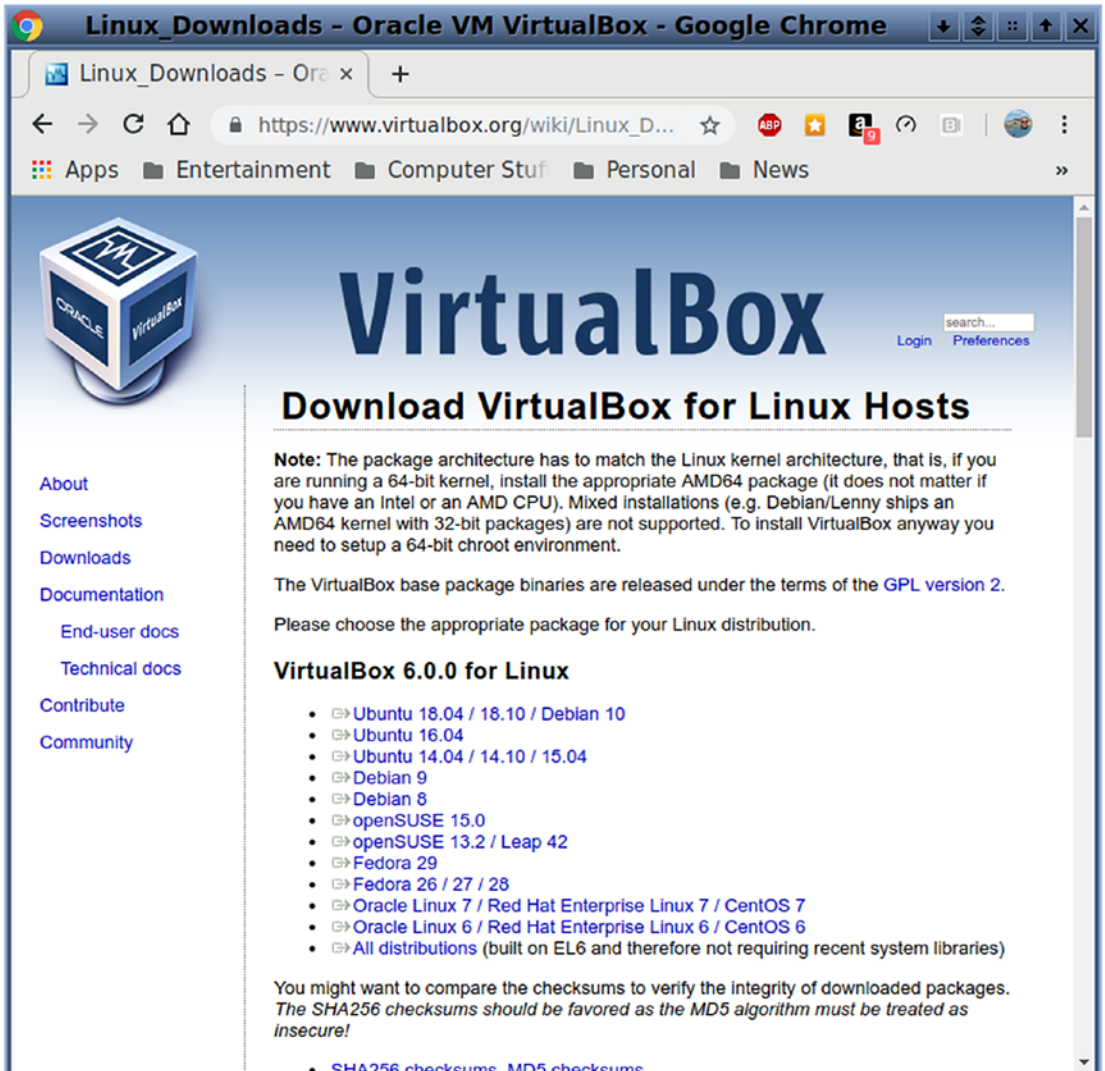 Linux_Downloads – Oracle VM VirtualBox - Google Chrome
Linux_Downloads – Ora
https://www.virtualbox.org/wiki/Linux_D...
ABP
a
9
Apps
Entertainment
Computer Stuf
Personal
News
»
ORACLE
VirtualBox
VirtualBox
search...
Login
Preferences
Download VirtualBox for Linux Hosts
Note: The package architecture has to match the Linux kernel architecture, that is, if you
are running a 64-bit kernel, install the appropriate AMD64 package (it does not matter if
you have an Intel or an AMD CPU). Mixed installations (e.g. Debian/Lenny ships an
AMD64 kernel with 32-bit packages) are not supported. To install VirtualBox anyway you
need to setup a 64-bit chroot environment.
The VirtualBox base package binaries are released under the terms of the GPL version 2.
Please choose the appropriate package for your Linux distribution.
About
Screenshots
Downloads
Documentation
End-user docs
Technical docs
Contribute
Community
VirtualBox 6.0.0 for Linux
• Ubuntu 18.04 / 18.10 / Debian 10
• Ubuntu 16.04
• Ubuntu 14.04 / 14.10 / 15.04
• Debian 9
• Debian 8
• openSUSE 15.0
• openSUSE 13.2 / Leap 42
• Fedora 29
• Fedora 26 / 27 / 28
• Oracle Linux 7 / Red Hat Enterprise Linux 7 / CentOS 7
• Oracle Linux 6 / Red Hat Enterprise Linux 6 / CentOS 6
• All distributions (built on EL6 and therefore not requiring recent system libraries)
You might want to compare the checksums to verify the integrity of downloaded packages.
The SHA256 checksums should be favored as the MD5 algorithm must be treated as
insecure!
• SHA256 checksums, MD5 checksums